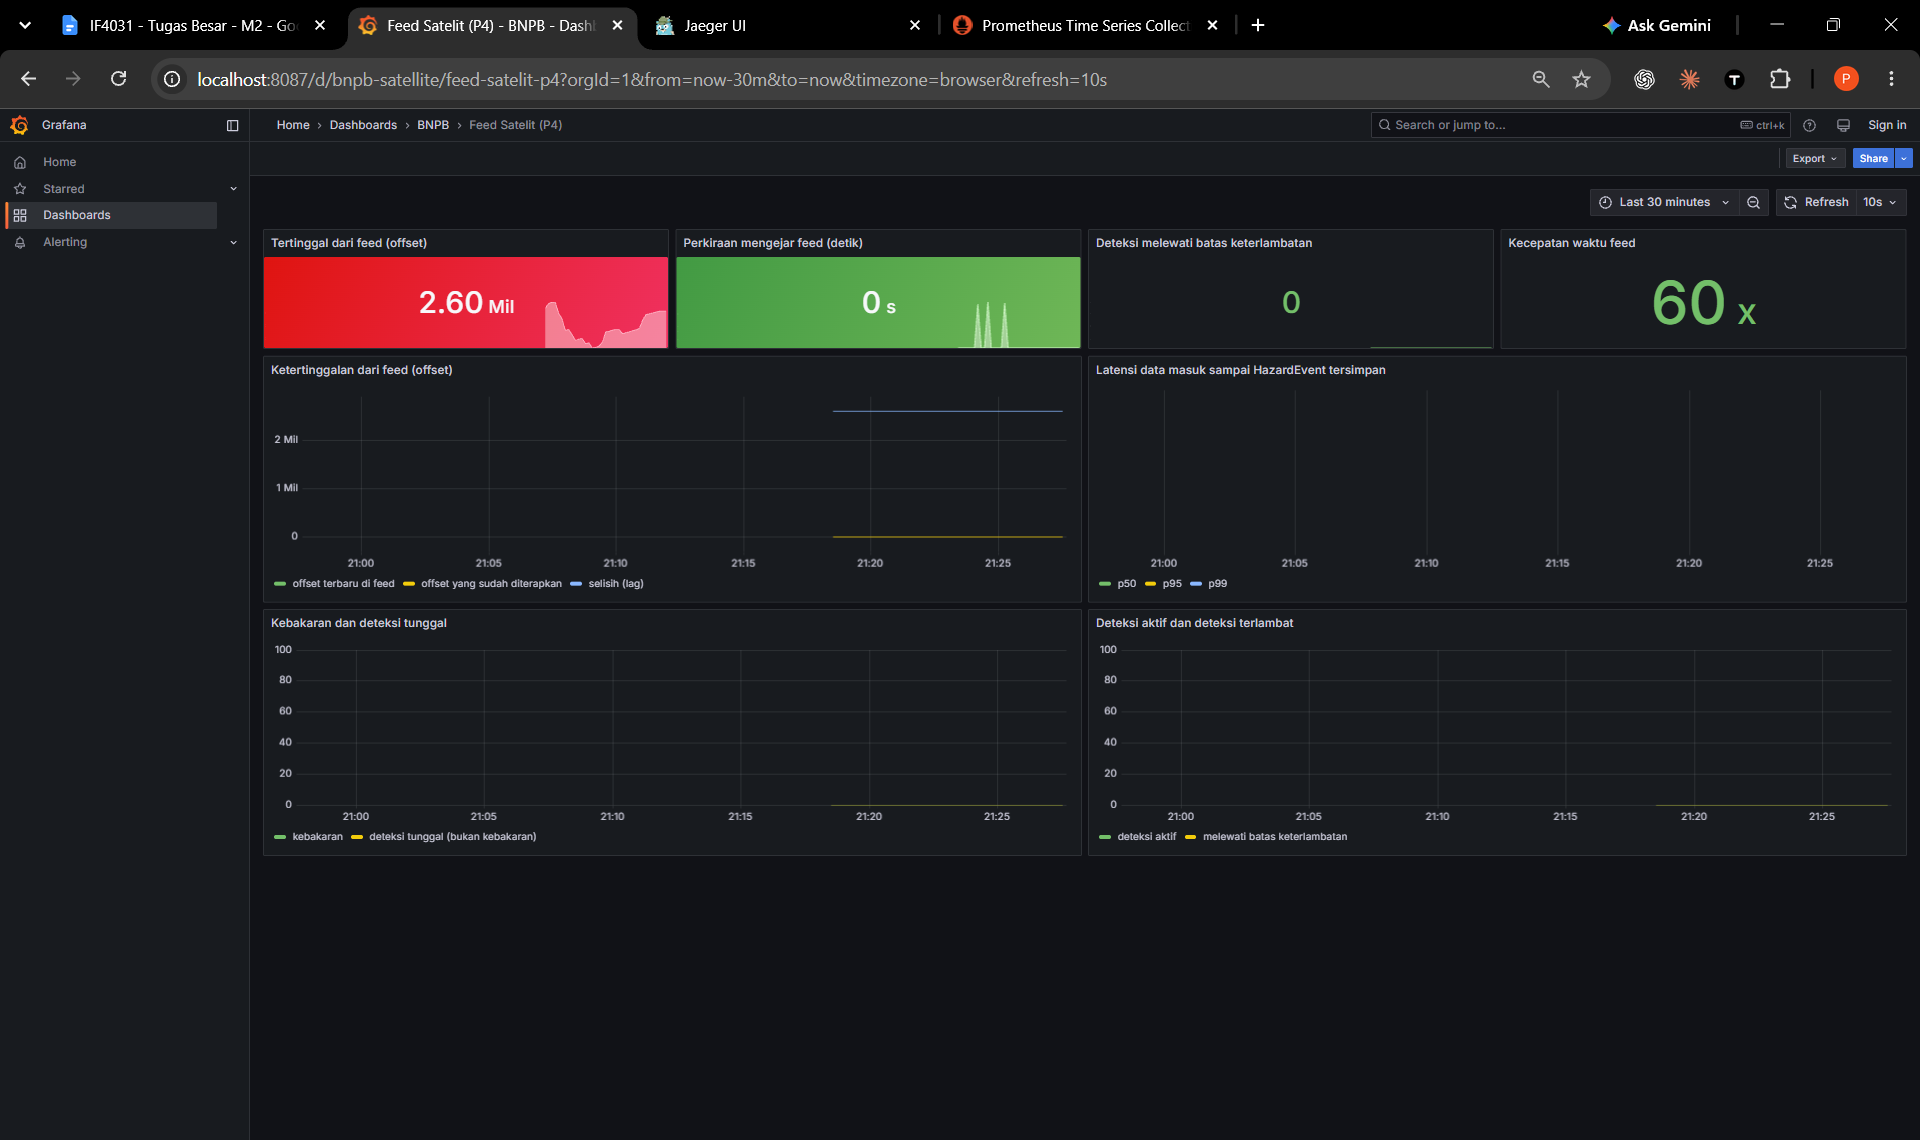 IF4031 - Tugas Besar - M2 - Go
Feed Satelit (P4) - BNPB - Dash
Jaeger UI
Prometheus Time Series Collect
Ask Gemini
localhost:8087/d/bnpb-satellite/feed-satelit-p4?orgId=1&from=now-30m&to=now&timezone=browser&refresh=10s
P
Grafana
Home › Dashboards › BNPB › Feed Satelit (P4)
Search or jump to...
ctrl+k
Sign in
Home
Starred
Dashboards
Alerting
Export
Share
Last 30 minutes
Refresh
10s
Tertinggal dari feed (offset)
2.60 Mil
Perkiraan mengejar feed (detik)
0 s
Deteksi melewati batas keterlambatan
0
Kecepatan waktu feed
60 x
Ketertinggalan dari feed (offset)
2 Mil
1 Mil
0
21:00 21:05 21:10 21:15 21:20 21:25
offset terbaru di feed offset yang sudah diterapkan selisih (lag)
Latensi data masuk sampai HazardEvent tersimpan
21:00 21:05 21:10 21:15 21:20 21:25
p50 p95 p99
Kebakaran dan deteksi tunggal
100
80
60
40
20
0
21:00 21:05 21:10 21:15 21:20 21:25
kebakaran deteksi tunggal (bukan kebakaran)
Deteksi aktif dan deteksi terlambat
100
80
60
40
20
0
21:00 21:05 21:10 21:15 21:20 21:25
deteksi aktif melewati batas keterlambatan